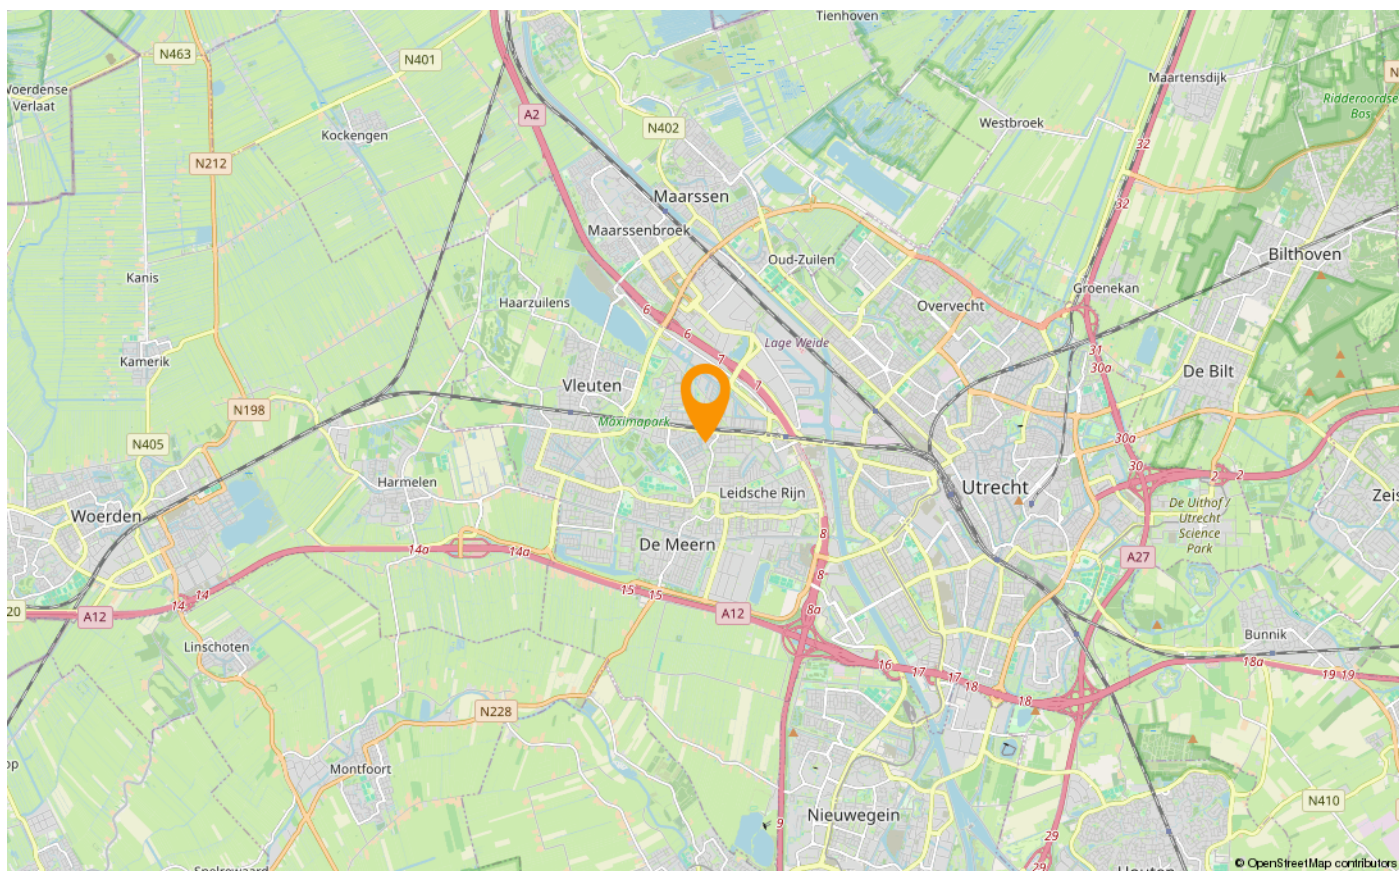 Tienhoven
N463
N401
Maartensdijk
Woerdense
Verlaat
Ridderoordse
Bos
A2
N402
Westbroek
Kockengen
32
N212
Maarssen
32
Maarssenbroek
Bilthoven
Oud-Zuilen
Kanis
Groenekan
Haarzuilens
Overvecht
6
6
Lage Weide
31
Kamerik
7
30a
De Bilt
Vleuten
7
N198
Maximapark
30a
N405
30
2
2
Harmelen
Utrecht
Leidsche Rijn
Zeis
De Uithof /
Utrecht
Science
Park
Woerden
8
De Meern
14a
14a
A27
8
15
15
14
14
20
A12
8a
A12
Bunnik
Linschoten
16
18a
17
17
18
19
19
18
N228
op
Montfoort
N410
Nieuwegein
9
29
29
© OpenStreetMap contributors